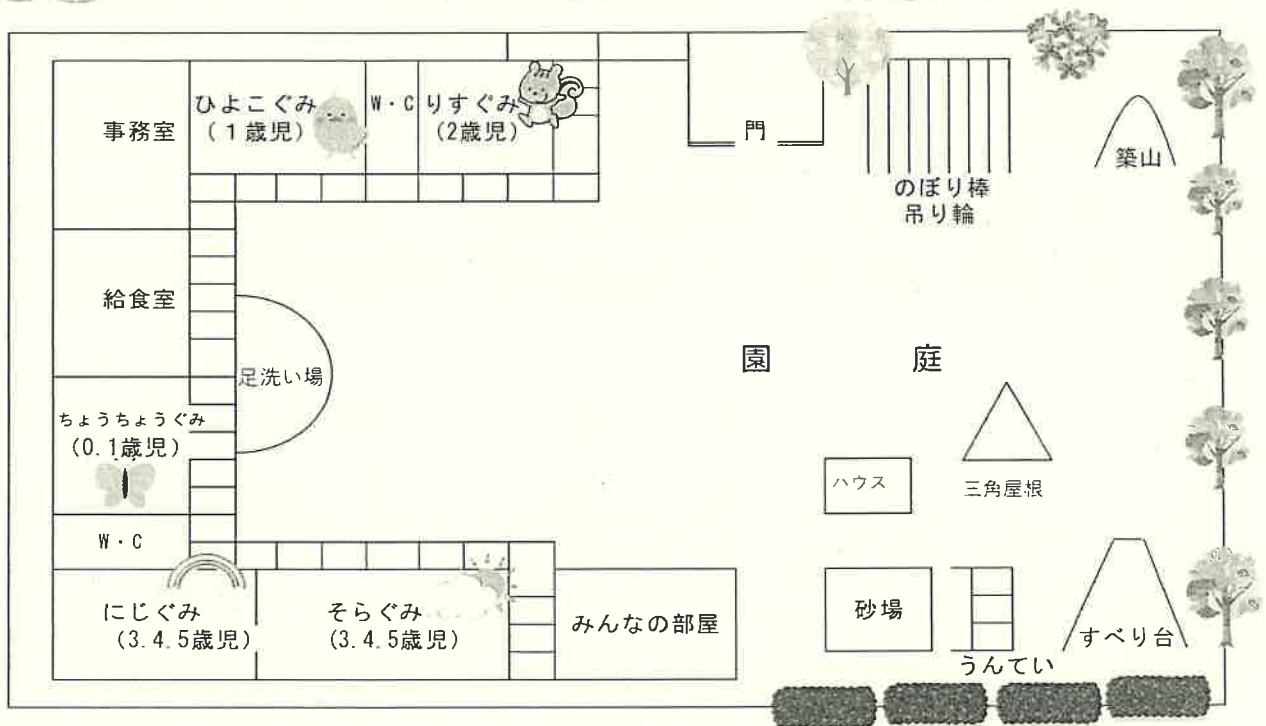 事務室
ひよこぐみ
(1歳児)
W・C
りすぐみ
(2歳児)
門
のぼり棒
吊り輪
築山
給食室
足洗い場
園庭
ちょうちょうぐみ
(0.1歳児)
W・C
ハウス
三角屋根
にじぐみ
(3.4.5歳児)
そらぐみ
(3.4.5歳児)
みんなの部屋
砂場
うんてい
すべり台